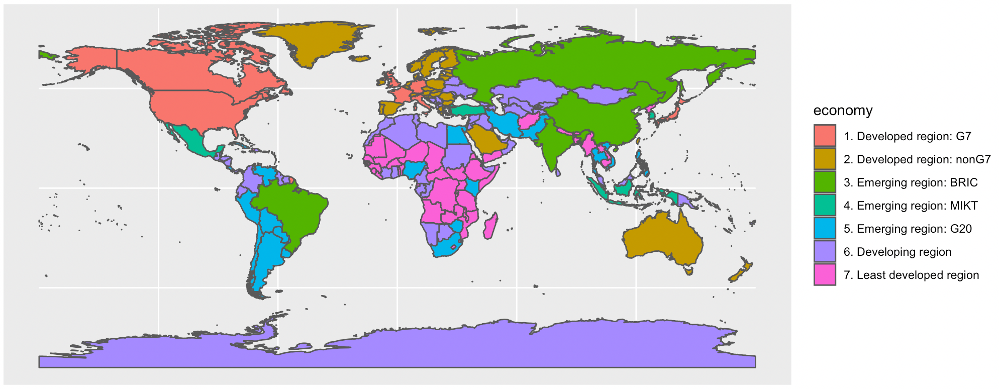 economy
1. Developed region: G7
2. Developed region: nonG7
3. Emerging region: BRIC
4. Emerging region: MIKT
5. Emerging region: G20
6. Developing region
7. Least developed region